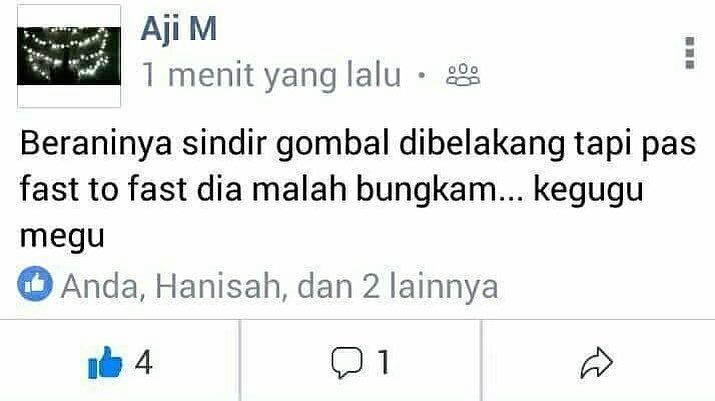 Aji M
1 menit yang lalu •
Beraninya sindir gombal dibelakang tapi pas
fast to fast dia malah bungkam... kegugu
megu
Anda, Hanisah, dan 2 lainnya
4
1